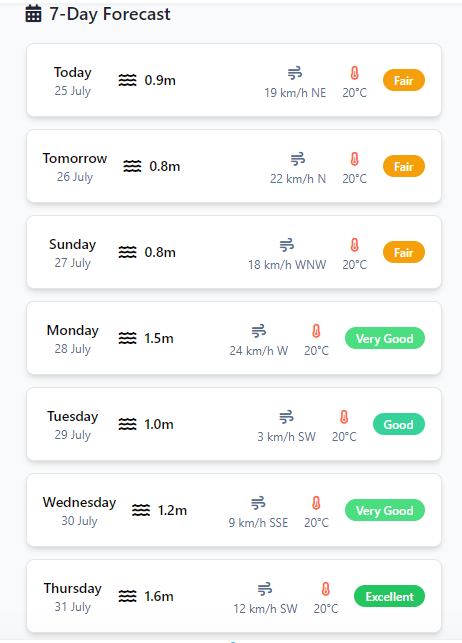 7-Day Forecast
Today
25 July
0.9m
19 km/h NE
20°C
Fair
Tomorrow
26 July
0.8m
22 km/h N
20°C
Fair
Sunday
27 July
0.8m
18 km/h WNW
20°C
Fair
Monday
28 July
1.5m
24 km/h W
20°C
Very Good
Tuesday
29 July
1.0m
3 km/h SW
20°C
Good
Wednesday
30 July
1.2m
9 km/h SSE
20°C
Very Good
Thursday
31 July
1.6m
12 km/h SW
20°C
Excellent